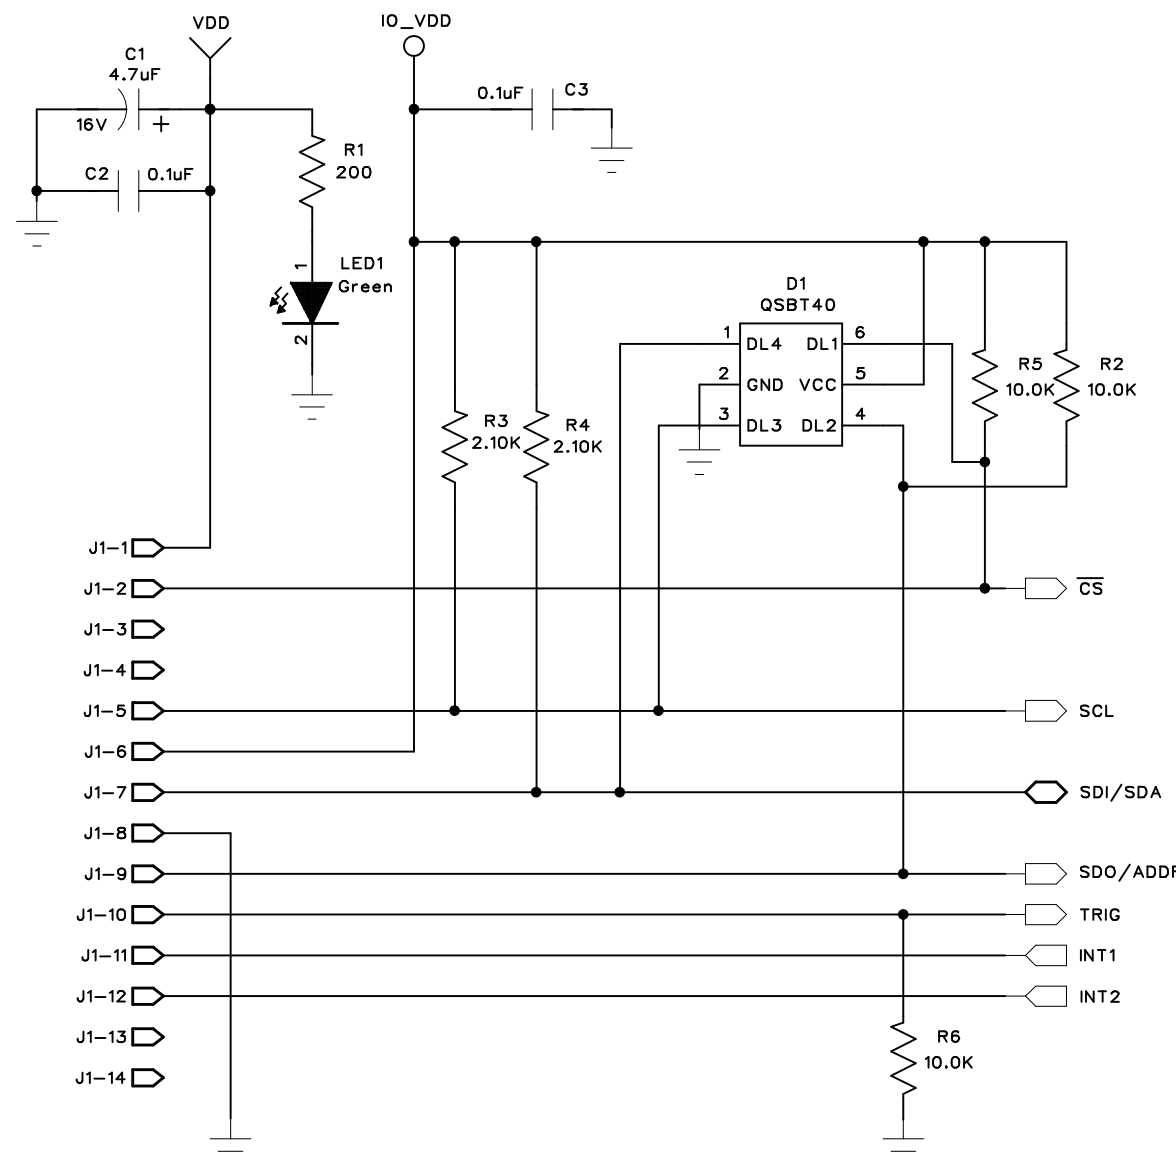 VDD
IO_VDD
C1
4.7uF
16V
+
0.1uF
C3
R1
200
C2
0.1uF
1
LED1
Green
2
D1
QSBT40
1
DL4
DL1
6
2
GND
VCC
5
3
DL3
DL2
4
R5
10.0K
R2
10.0K
R3
2.10K
R4
2.10K
J1-1
J1-2
CS
J1-3
J1-4
J1-5
SCL
J1-6
J1-7
SDI/SDA
J1-8
J1-9
SDO/ADDR
J1-10
TRIG
J1-11
INT1
J1-12
INT2
J1-13
R6
10.0K
J1-14